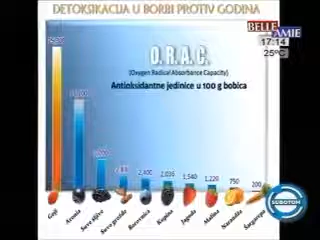 DETOKSIKACIJA U BORBI PROTIV GODINA
BELLE AMIE
17:14
25°C
O.R.A.C.
(Oxygen Radical Absorbance Capacity)
Antioksidantne jedinice u 100 g bobica
2,400
2,036
1,540
1,220
750
200
Goji
Aronia
Suve šljive
Suvo grožđe
Borovnica
Kupina
Jagoda
Malina
Narandža
Šargarepa
SUBOTOM